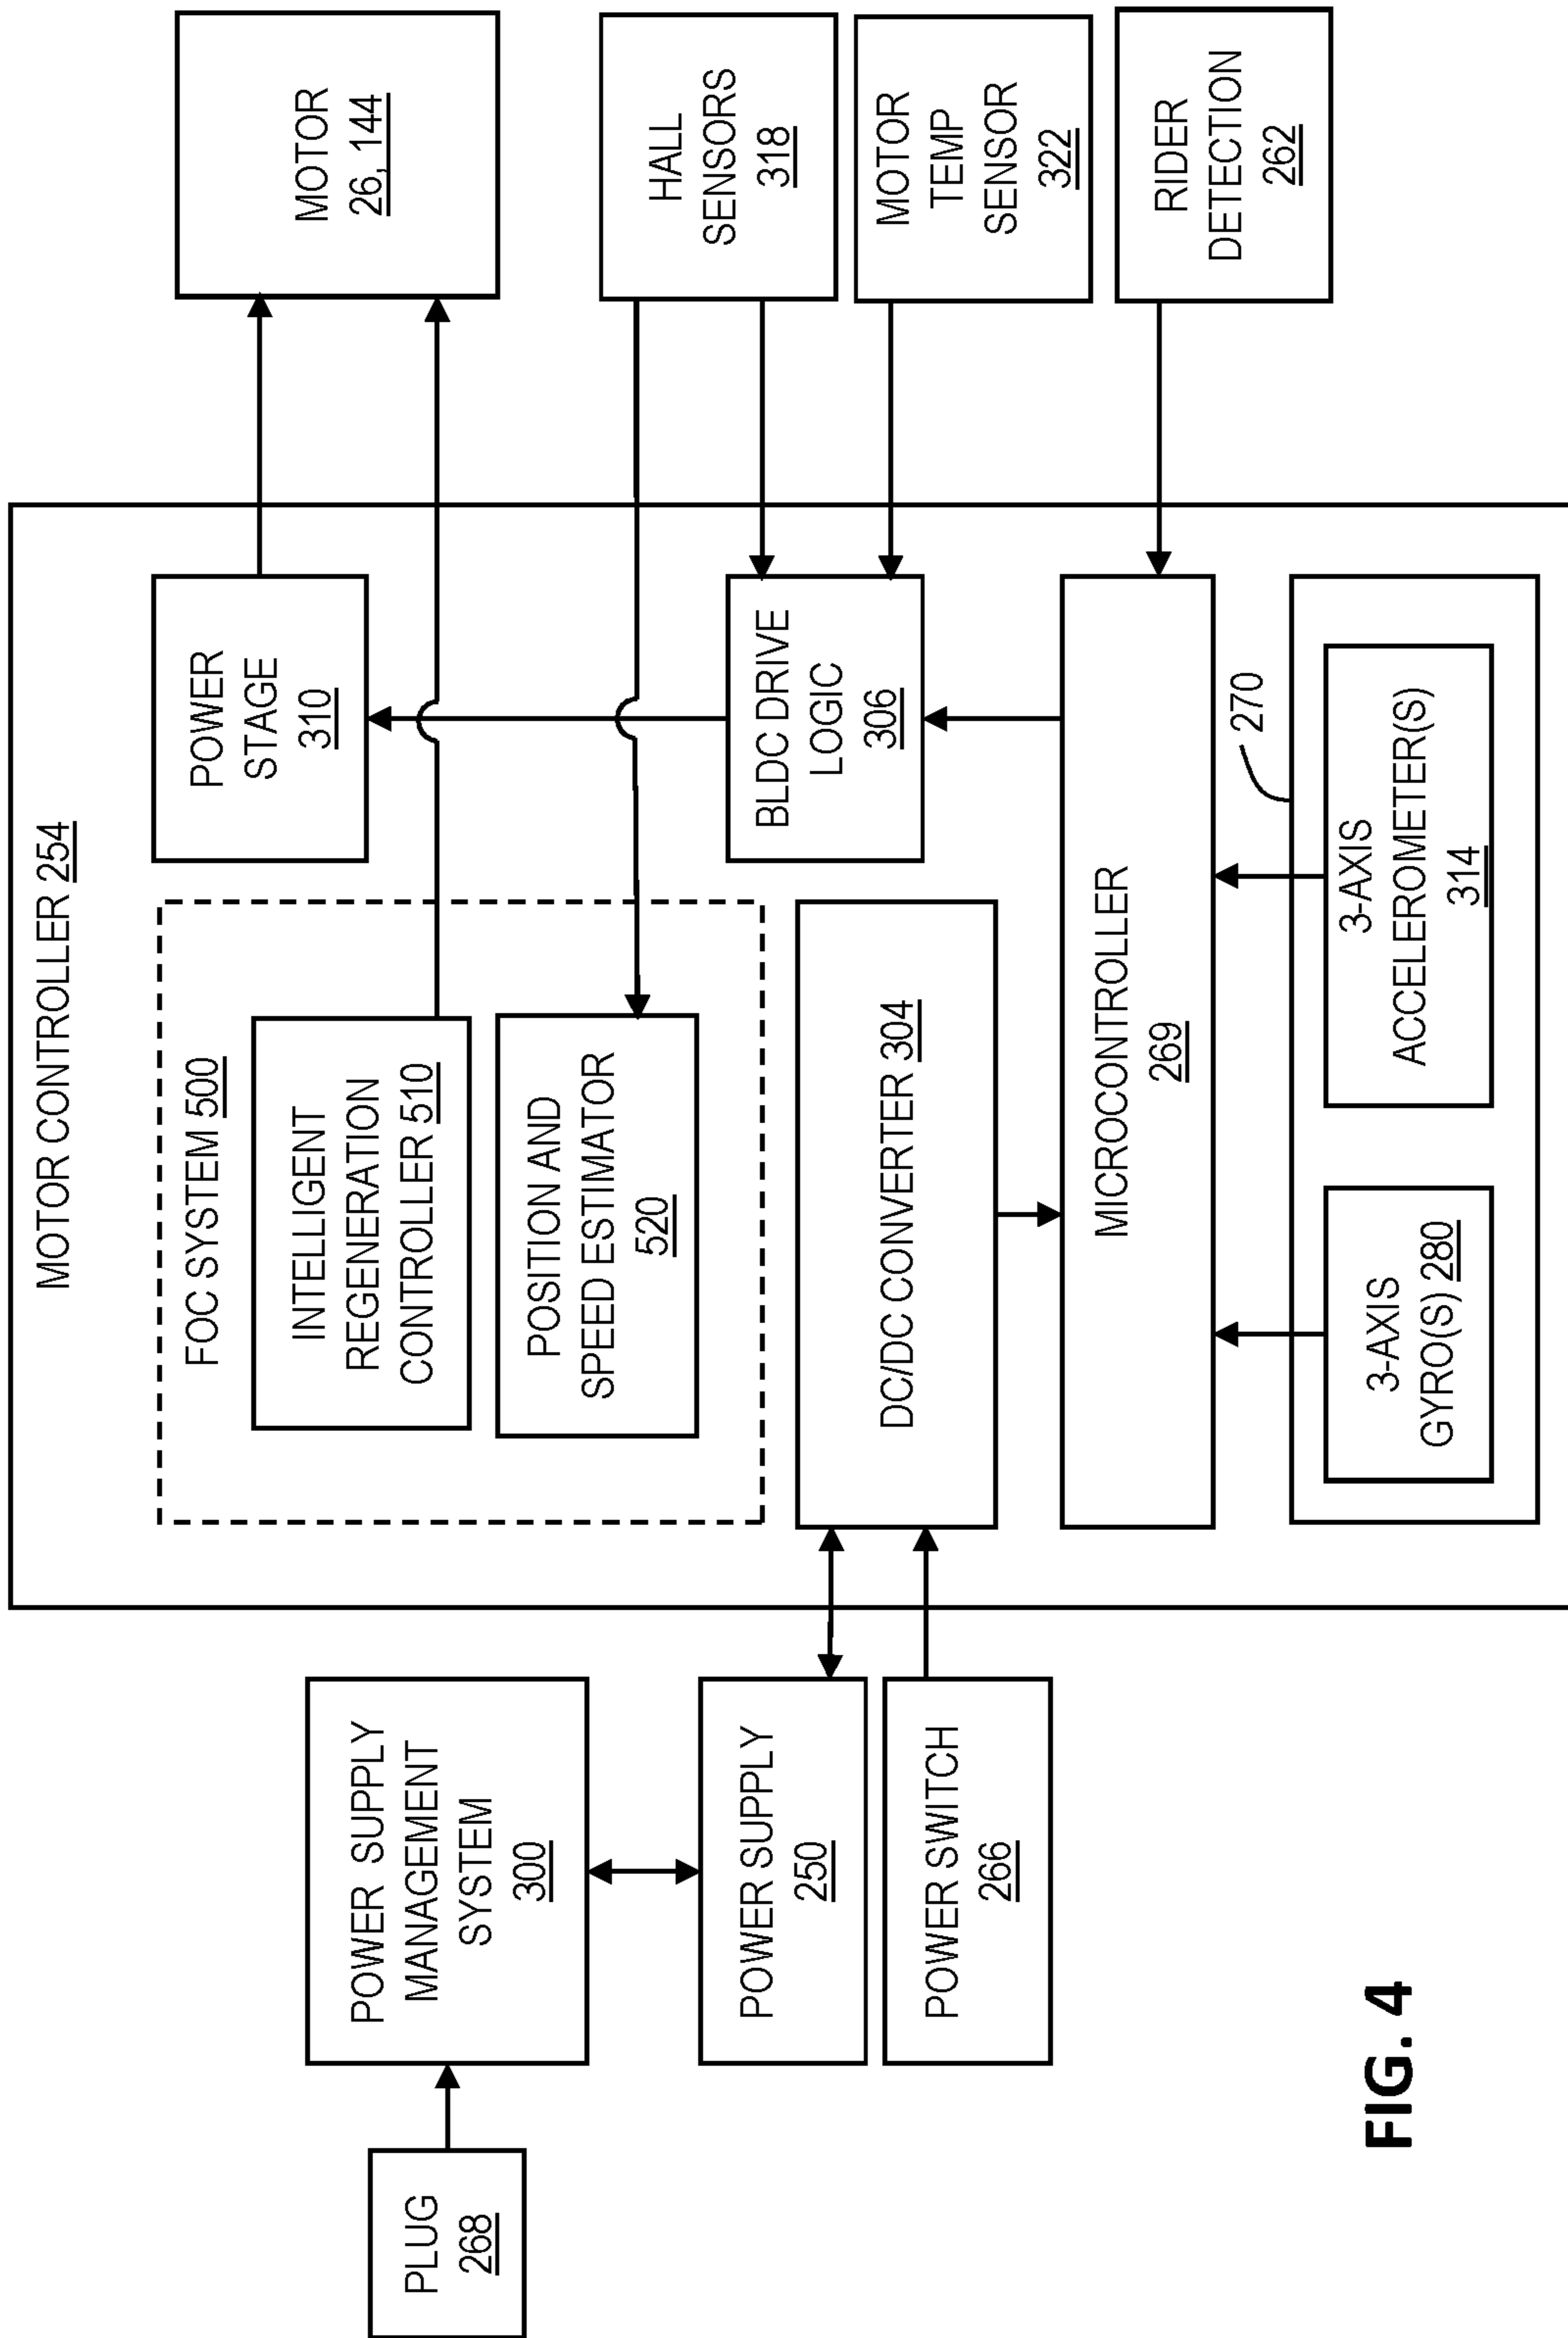 PLUG
268
POWER SUPPLY
MANAGEMENT
SYSTEM
300
POWER SUPPLY
250
POWER SWITCH
266
MOTOR CONTROLLER 254
FOC SYSTEM 500
INTELLIGENT
REGENERATION
CONTROLLER 510
POSITION AND
SPEED ESTIMATOR
520
POWER
STAGE
310
DC/DC CONVERTER 304
BLDC DRIVE
LOGIC
306
MICROCONTROLLER
269
270
3-AXIS
GYRO(S) 280
3-AXIS
ACCELEROMETER(S)
314
MOTOR
26, 144
HALL
SENSORS
318
MOTOR
TEMP
SENSOR
322
RIDER
DETECTION
262
FIG. 4